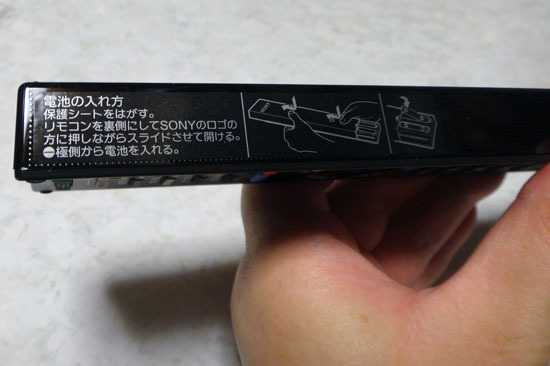 電池の入れ方
保護シートをはがす。
リモコンを裏側にしてSONYのロゴの
方に押しながらスライドさせて開ける。
⊖極側から電池を入れる。